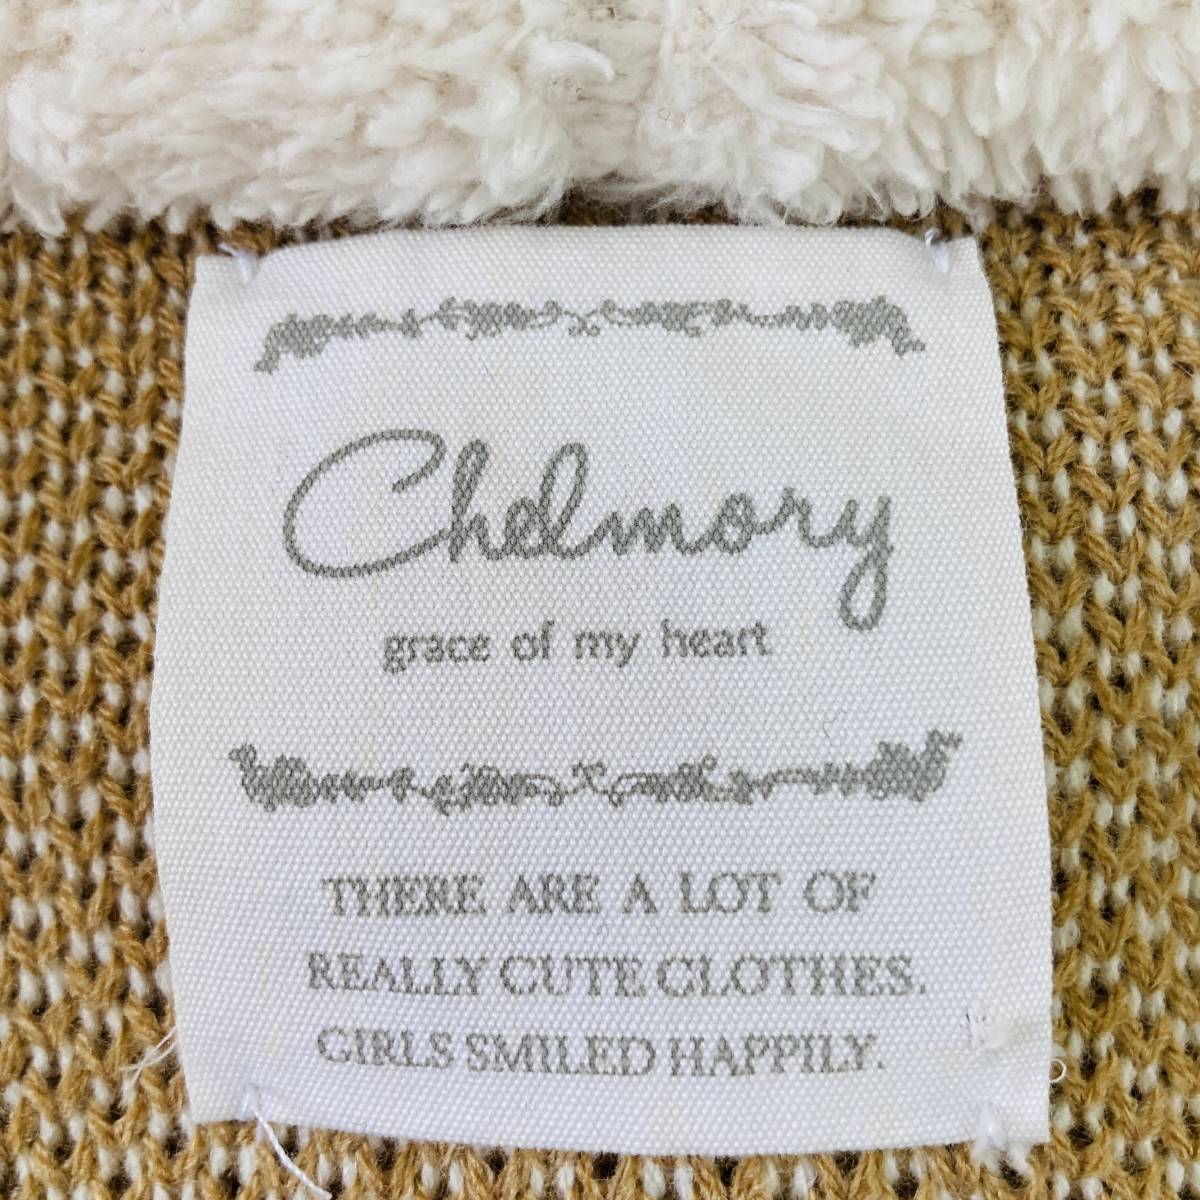 Chelmory
grace of my heart
THERE ARE A LOT OF
REALLY CUTE CLOTHES.
GIRLS SMILED HAPPILY.